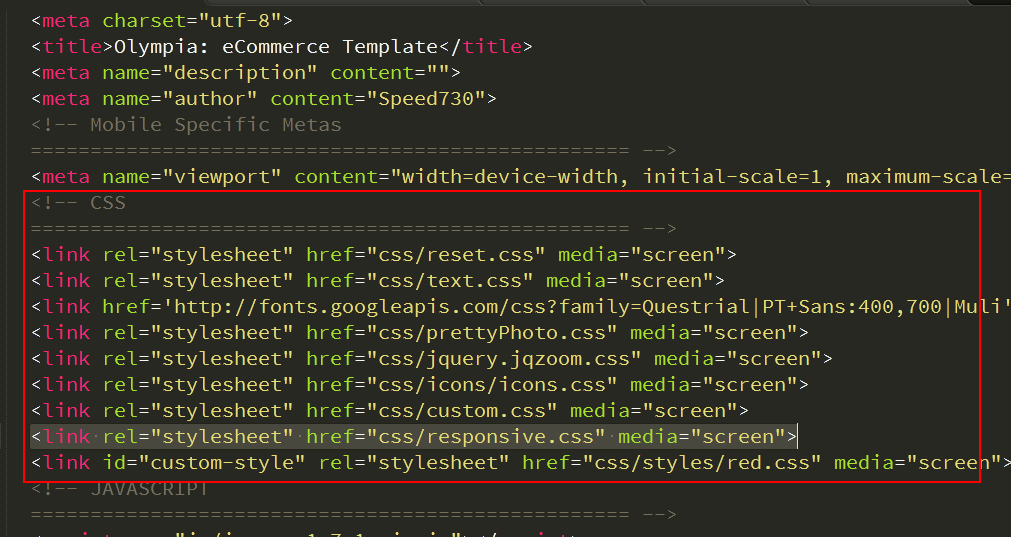 <meta charset="utf-8">
<title>Olympia: eCommerce Template</title>
<meta name="description" content="">
<meta name="author" content="Speed730">
<!-- Mobile Specific Metas
================================================== -->
<meta name="viewport" content="width=device-width, initial-scale=1, maximum-scale=
<!-- CSS
================================================== -->
<link rel="stylesheet" href="css/reset.css" media="screen">
<link rel="stylesheet" href="css/text.css" media="screen">
<link href='http://fonts.googleapis.com/css?family=Questrial|PT+Sans:400,700|Muli'
<link rel="stylesheet" href="css/prettyPhoto.css" media="screen">
<link rel="stylesheet" href="css/jquery.jqzoom.css" media="screen">
<link rel="stylesheet" href="css/icons/icons.css" media="screen">
<link rel="stylesheet" href="css/custom.css" media="screen">
<link rel="stylesheet" href="css/responsive.css" media="screen">
<link id="custom-style" rel="stylesheet" href="css/styles/red.css" media="screen">
<!-- JAVASCRIPT
================================================== -->